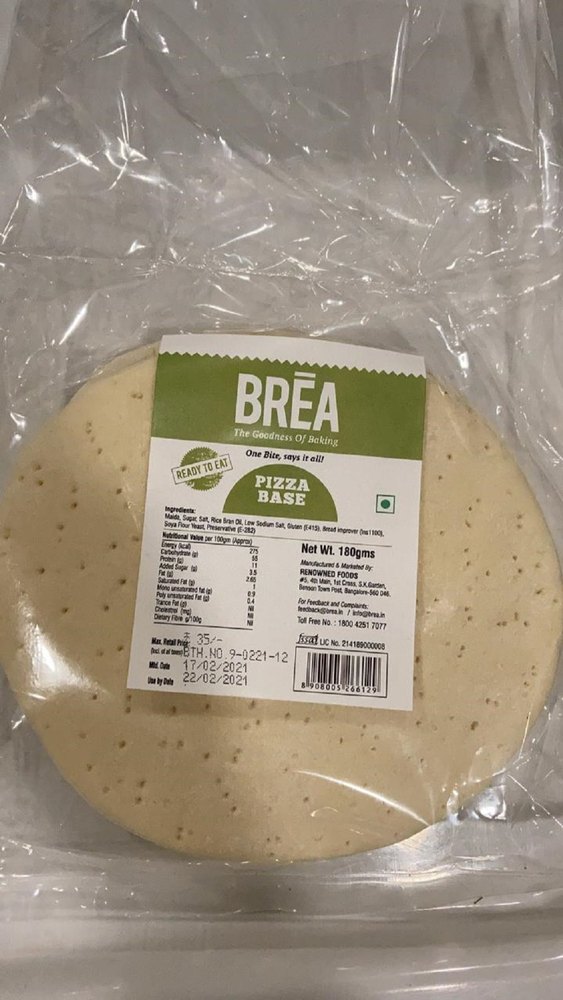 BRĒA
The Goodness Of Baking
One Bite, says it all!
READY TO EAT
PIZZA
BASE
Ingredients:
Maida, Sugar, Salt, Rice Bran Oil, Low Sodium Salt, Gluten (E415), Bread improver (Ins1100),
Soya Flour Yeast, Preservative (E-282)
Nutritional Value per 100gm (Approx)
Energy (kcal) 275
Carbohydrate (g) 55
Protein (g) 11
Added Sugar (g) 3.5
Fat (g) 2.65
Saturated Fat (g) 1
Mono unsaturated fat (g) 0.9
Poly unsaturated fat (g) 0.4
Trance Fat (g) Nil
Cholestrol (mg) Nil
Dietary Fibre g/100g Nil
Net Wt. 180gms
Manufactured & Marketed By:
RENOWNED FOODS
#5, 4th Main, 1st Cross, S.K.Garden,
Benson Town Post, Bangalore-560 046.
For Feedback and Complaints:
feedback@brea.in / info@brea.in
Toll Free No. : 1800 4251 7077
fssai LIC No. 21418900008
Max. Retail Price ₹ 35/-
(Incl. of all taxes) BTH.NO.9-0221-12
Mfd. Date 17/02/2021
Use by Date 22/02/2021
8 908005 266129